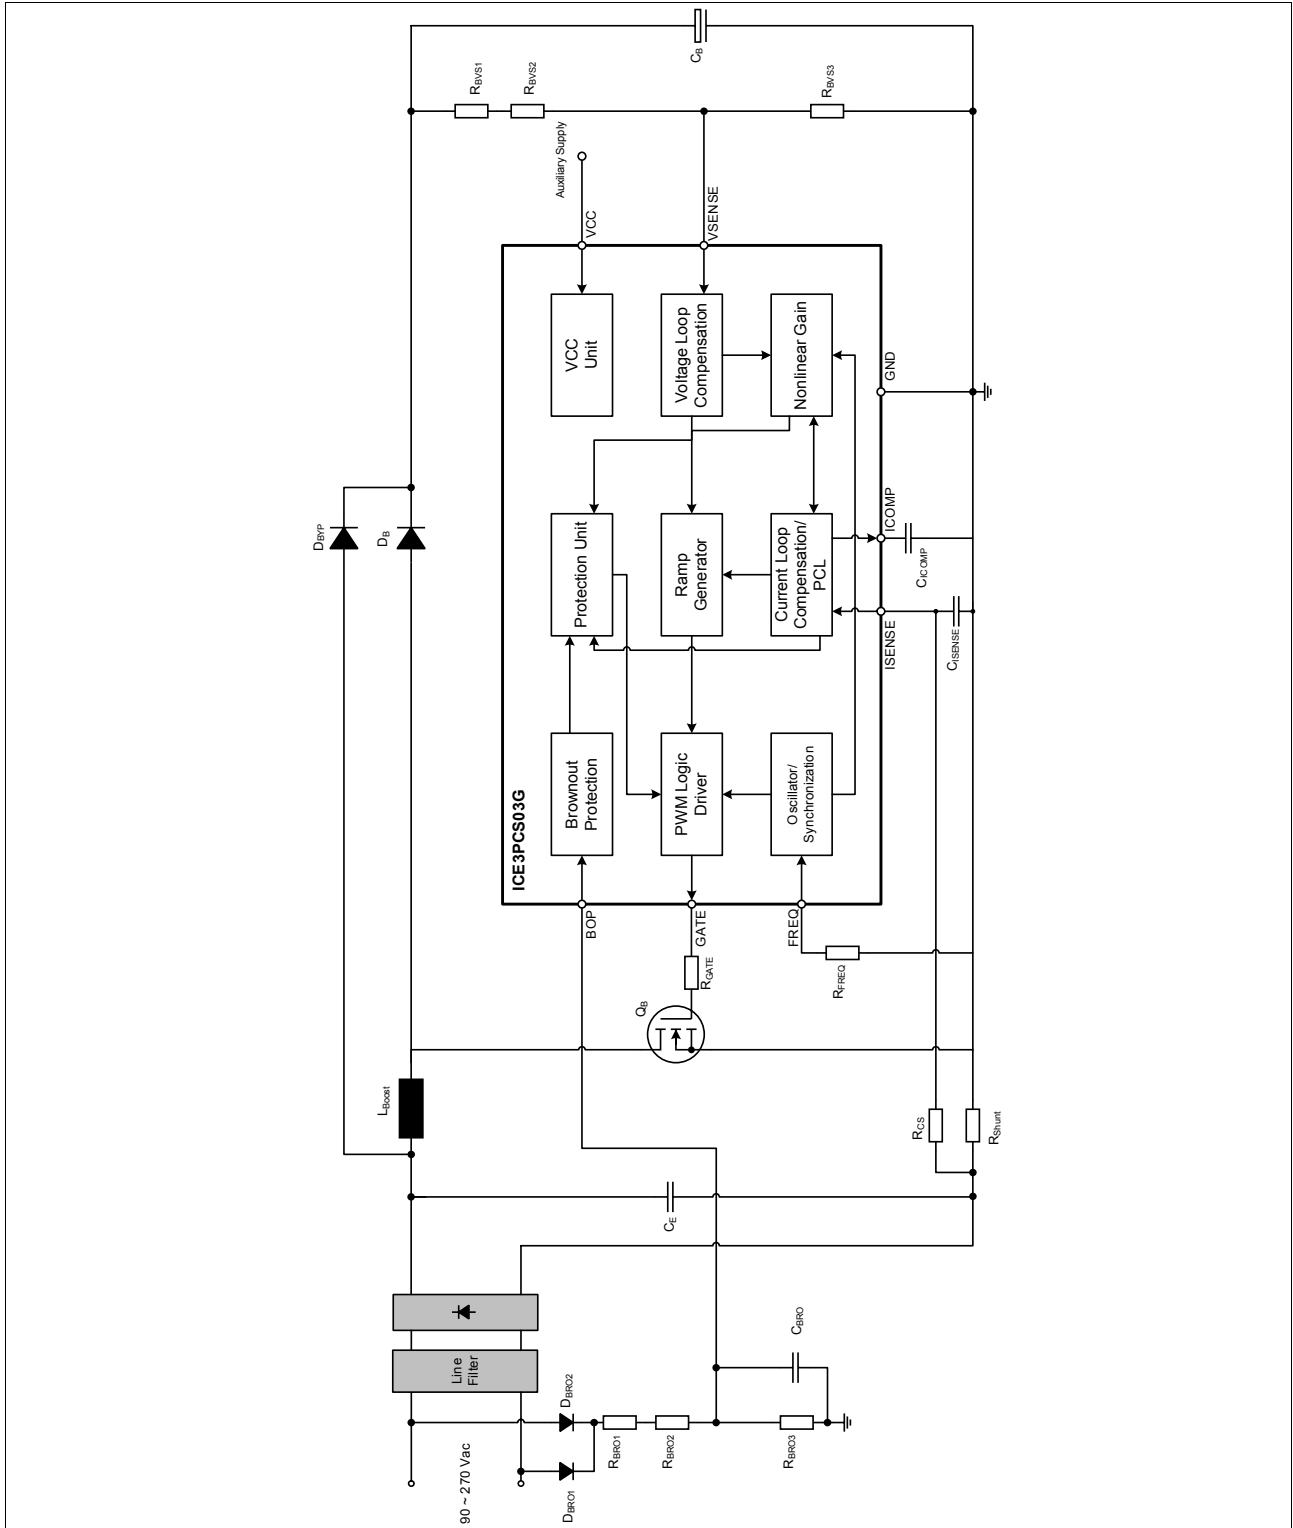 90 ~ 270 Vac
Line
Filter
DBRO1
DBRO2
RBRO1
RBRO2
RBRO3
CBRO
CE
LBoost
DBYP
DB
QB
RGATE
RFREQ
RCS
RShunt
BOP
GATE
FREQ
ICE3PCS03G
Brownout
Protection
PWM Logic
Driver
Oscillator/
Synchronization
Protection Unit
Ramp
Generator
Current Loop
Compensation/
PCL
VCC
Unit
Voltage Loop
Compensation
Nonlinear Gain
ISENSE
CISENSE
ICOMP
CICOMP
GND
VCC
VSENSE
Auxiliary Supply
RBVS1
RBVS2
RBVS3
CB